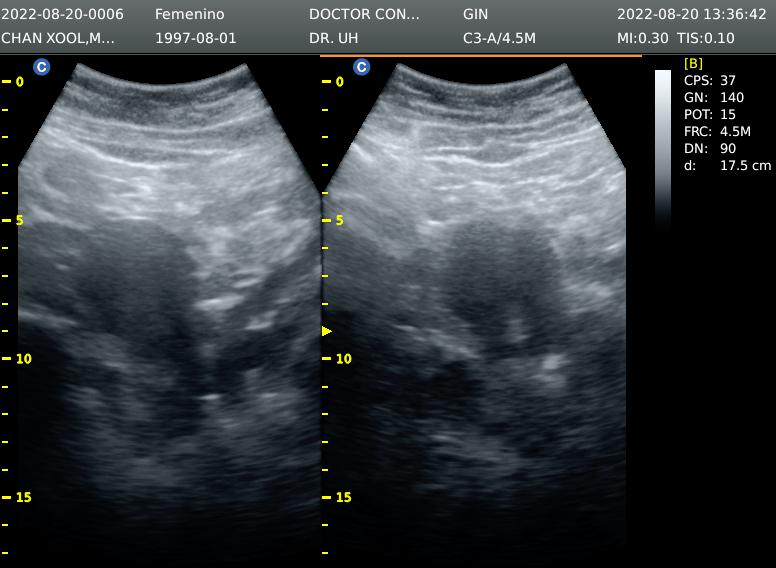 2022-08-20-0006 Femenino DOCTOR CON... GIN 2022-08-20 13:36:42
CHAN XOOL,M... 1997-08-01 DR. UH C3-A/4.5M MI:0.30 TIS:0.10
C C
[B]
0 0
CPS: 37
GN: 140
POT: 15
FRC: 4.5M
DN: 90
d: 17.5 cm
5 5
10 10
15 15